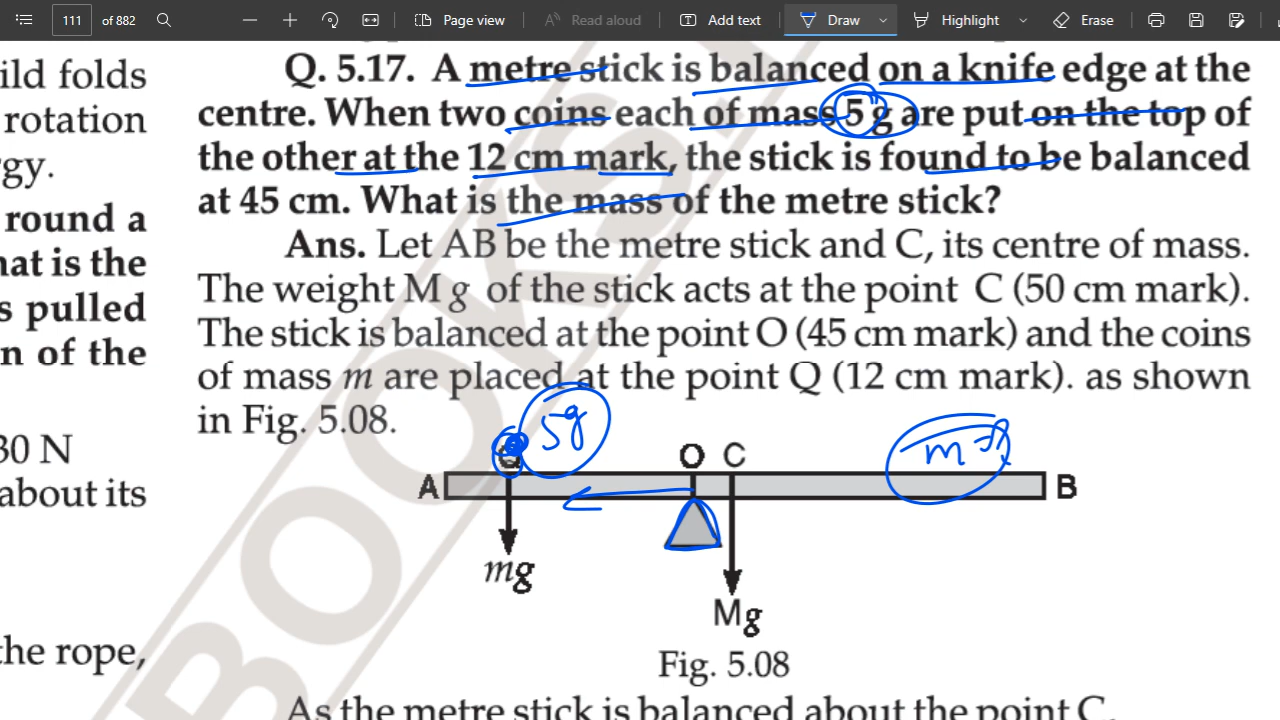 111 of 882 Page view Read aloud Add text Draw Highlight Erase
ild folds
rotation
gy.
round a
hat is the
s pulled
n of the
30 N
about its
the rope,
Q. 5.17. A metre stick is balanced on a knife edge at the
centre. When two coins each of mass 5 g are put on the top of
the other at the 12 cm mark, the stick is found to be balanced
at 45 cm. What is the mass of the metre stick?
Ans. Let AB be the metre stick and C, its centre of mass.
The weight M g of the stick acts at the point C (50 cm mark).
The stick is balanced at the point O (45 cm mark) and the coins
of mass m are placed at the point Q (12 cm mark). as shown
in Fig. 5.08.
5g
m
O C
A B
mg
Mg
Fig. 5.08
As the metre stick is balanced about the point C,
BOOKS